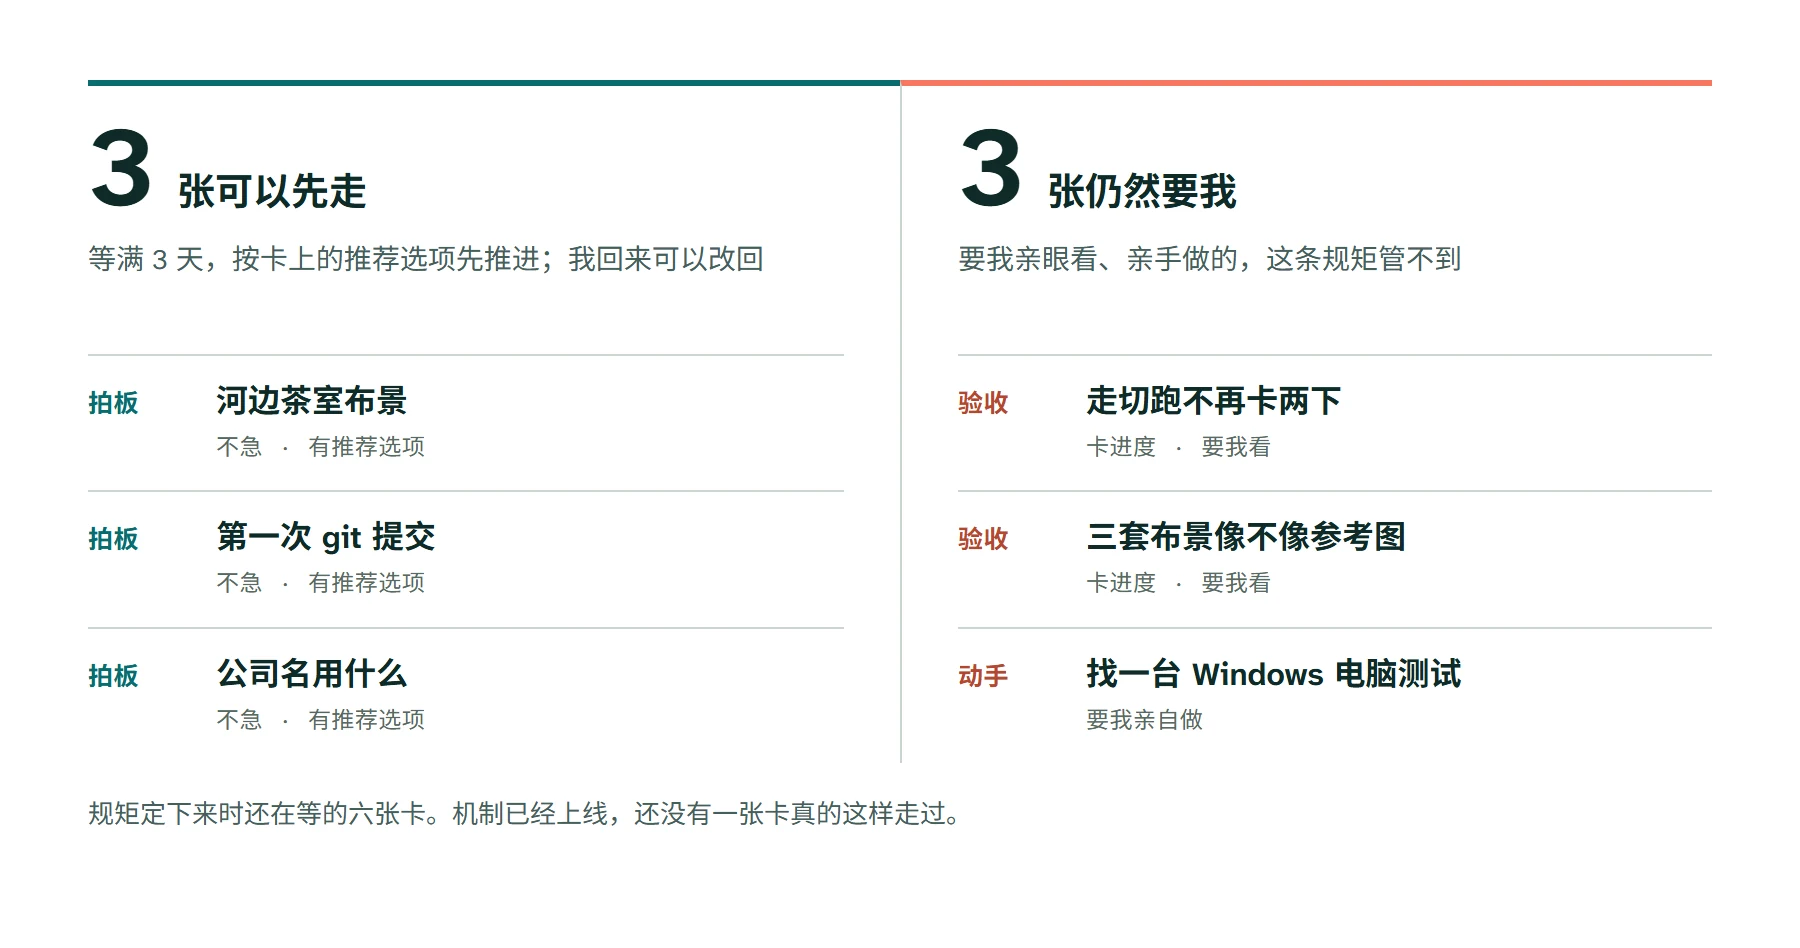 3 张可以先走
等满 3 天，按卡上的推荐选项先推进；我回来可以改回
拍板 河边茶室布景
不急 · 有推荐选项
拍板 第一次 git 提交
不急 · 有推荐选项
拍板 公司名用什么
不急 · 有推荐选项
3 张仍然要我
要我亲眼看、亲手做的，这条规矩管不到
验收 走切跑不再卡两下
卡进度 · 要我看
验收 三套布景像不像参考图
卡进度 · 要我看
动手 找一台 Windows 电脑测试
要我亲自做
规矩定下来时还在等的六张卡。机制已经上线，还没有一张卡真的这样走过。